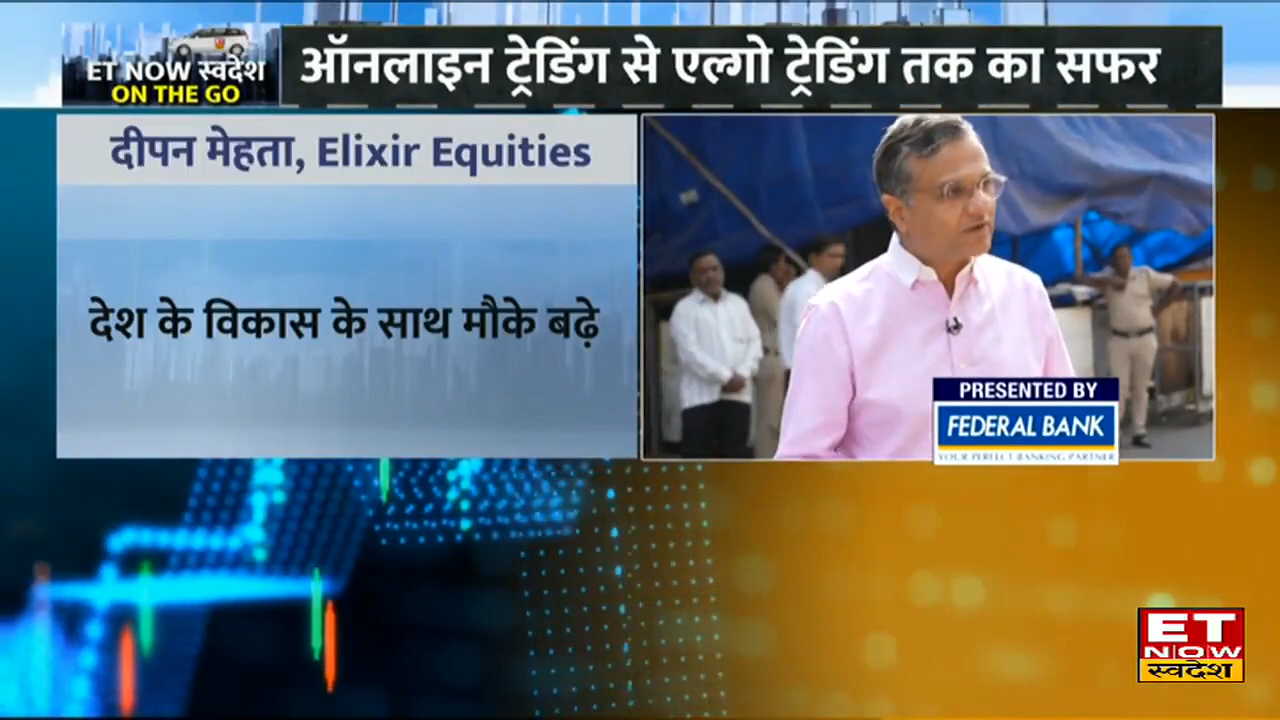 ET NOW स्वदेश
ON THE GO
ऑनलाइन ट्रेडिंग से एल्गो ट्रेडिंग तक का सफर
दीपन मेहता, Elixir Equities
देश के विकास के साथ मौके बढ़े
PRESENTED BY
FEDERAL BANK
YOUR PERFECT BANKING PARTNER
ET
NOW
स्वदेश